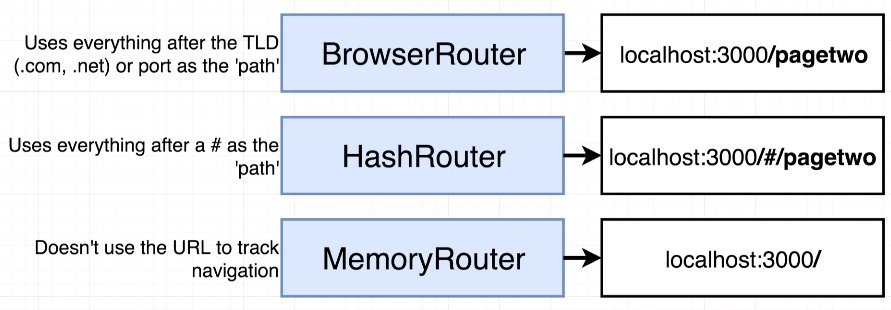 Uses everything after the TLD
(.com, .net) or port as the 'path'
BrowserRouter
localhost:3000/pagetwo
Uses everything after a # as the
'path'
HashRouter
localhost:3000/#/pagetwo
Doesn't use the URL to track
navigation
MemoryRouter
localhost:3000/